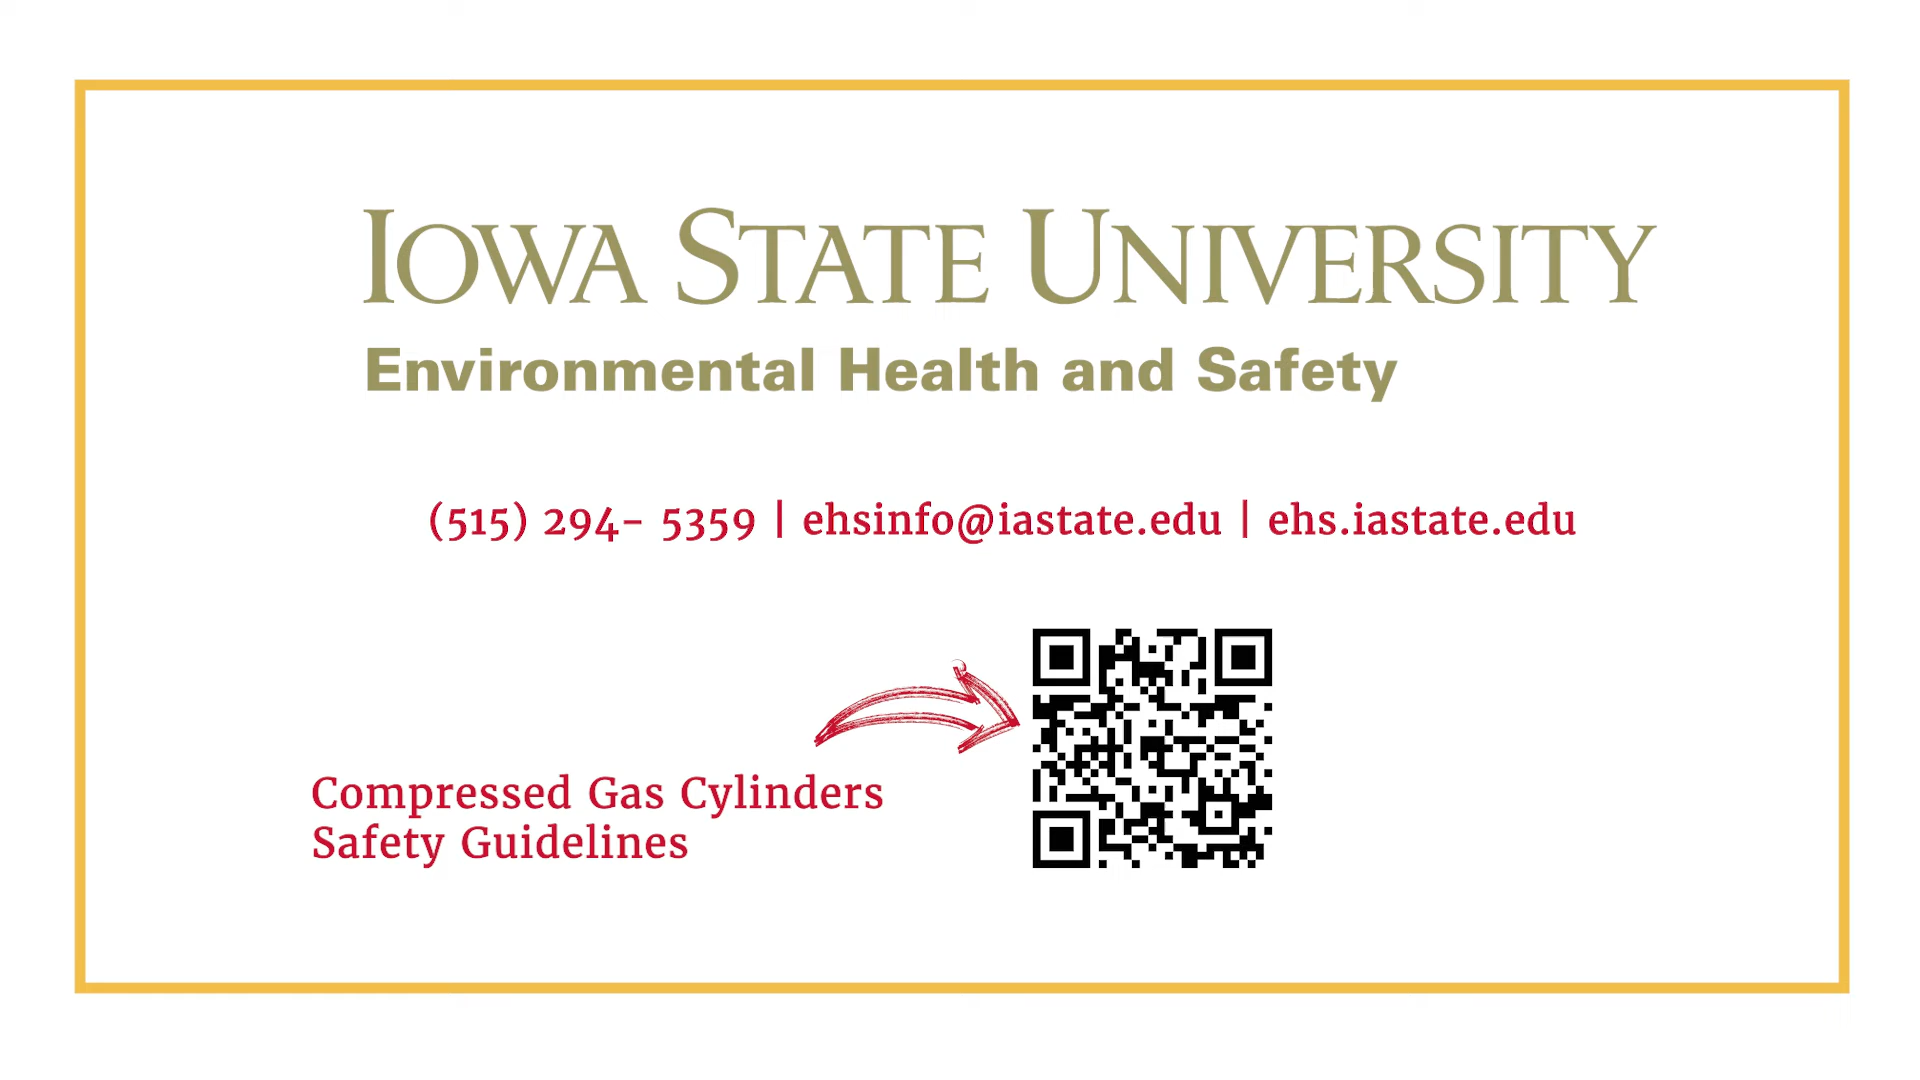 IOWA STATE UNIVERSITY
Environmental Health and Safety
(515) 294- 5359 | ehsinfo@iastate.edu | ehs.iastate.edu
Compressed Gas Cylinders
Safety Guidelines